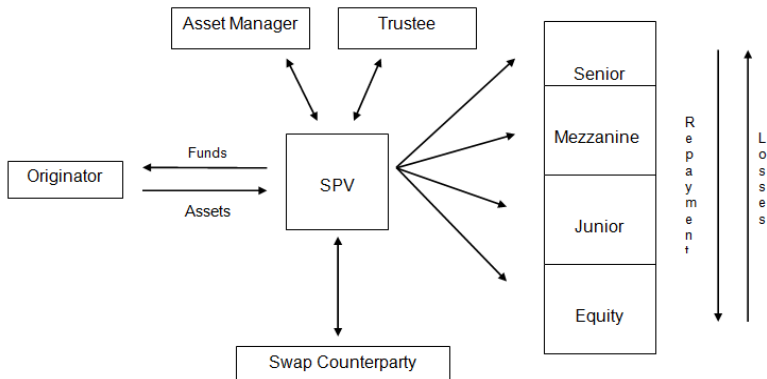 Asset Manager
Trustee
Senior
Mezzanine
Junior
Equity
Repayment
Losses
Funds
Originator
SPV
Assets
Swap Counterparty